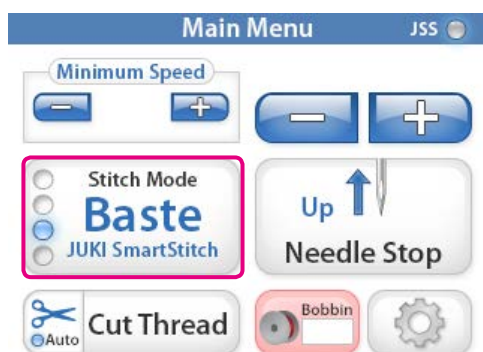 Main Menu
JSS
Minimum Speed
Stitch Mode
Baste
JUKI SmartStitch
Up
Needle Stop
Auto
Cut Thread
Bobbin